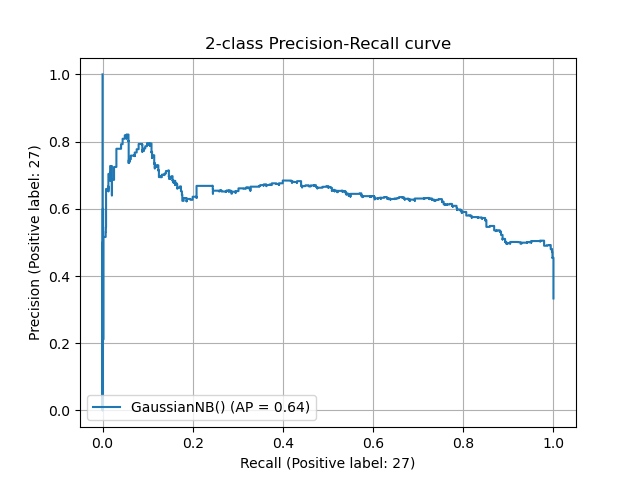 2-class Precision-Recall curve
Precision (Positive label: 27)
1.0
0.8
0.6
0.4
0.2
0.0
GaussianNB() (AP = 0.64)
0.0 0.2 0.4 0.6 0.8 1.0
Recall (Positive label: 27)